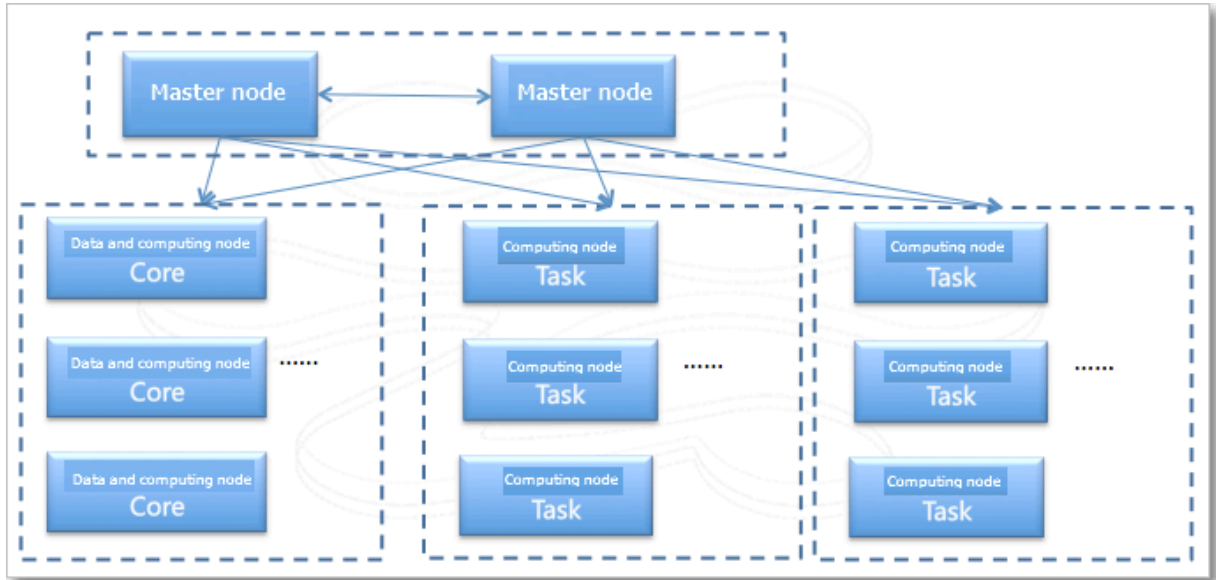 Master node
Master node
Data and computing node
Core
Computing node
Task
Computing node
Task
Data and computing node
Core
......
Computing node
Task
......
Computing node
Task
......
Data and computing node
Core
Computing node
Task
Computing node
Task